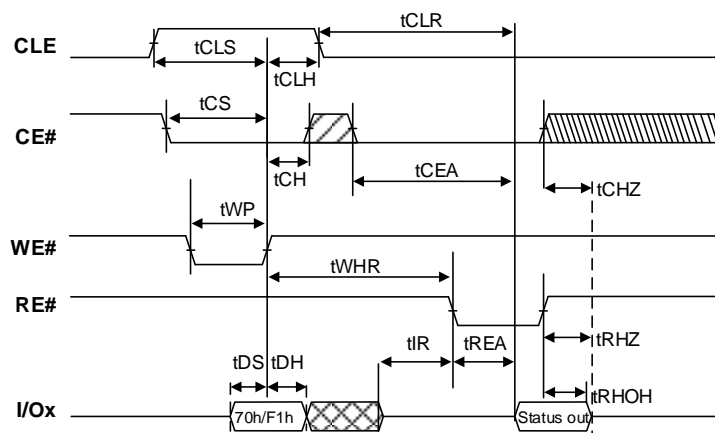 CLE
tCLS
tCLH
tCLR
CE#
tCS
tCH
tCEA
tCHZ
WE#
tWP
tWHR
RE#
tIR
tREA
tRHZ
tDS
tDH
tRHOH
I/Ox
70h/F1h
Status out